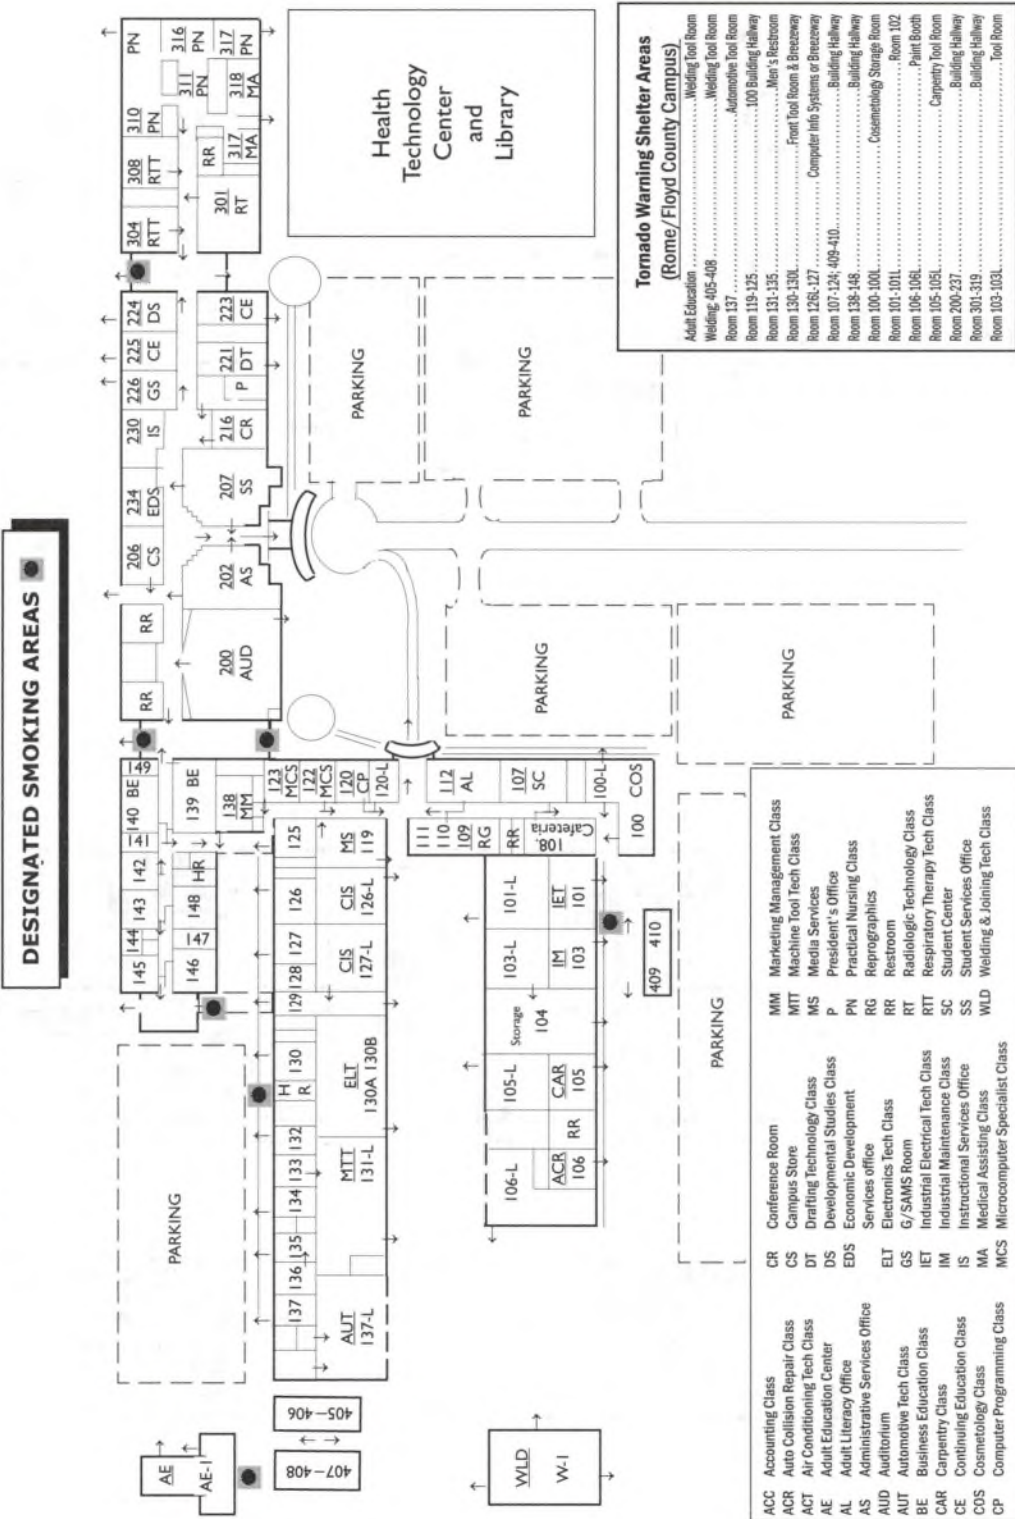 DESIGNATED SMOKING AREAS
AE
AE-1
407-408
405-406
PARKING
145
144
143
142
141
140 BE
149
146
147
148
HR
139 BE
138
MM
RR
RR
206
CS
234
EDS
230
IS
226
GS
225
CE
224
DS
200
AUD
202
AS
207
SS
216
CR
P
221
DT
223
CE
304
RTT
308
RTT
310
PN
311
PN
316
PN
PN
317
PN
318
MA
RR
317
MA
301
RT
137
136
135
134
133
132
H
R
130
129
128
127
126
125
AUT
137-L
MTT
131-L
ELT
130A 130B
CIS
127-L
CIS
126-L
MS
119
123
MCS
122
MCS
120
CP
120-L
112
AL
107
SC
100-L
COS
100
111
110
109
RG
RR
108.
Cafeteria
WLD
W-1
106-L
ACR
106
RR
105-L
CAR
105
Storage
104
103-L
IM
103
101-L
IET
101
409 410
PARKING
PARKING
PARKING
PARKING
PARKING
Health
Technology
Center
and
Library
Tornado Warning Shelter Areas
(Rome/Floyd County Campus)
Adult Education ..... Welding Tool Room
Welding; 405-408 ..... Welding Tool Room
Room 137 ..... Automotive Tool Room
Room 119-125 ..... 100 Building Hallway
Room 131-135 ..... Men's Restroom
Room 130-130L ..... Front Tool Room & Breezeway
Room 126L-127 ..... Computer Info Systems or Breezeway
Room 107-124; 409-410 ..... Building Hallway
Room 138-148 ..... Building Hallway
Room 100-100L ..... Cosemetology Storage Room
Room 101-101L ..... Room 102
Room 106-106L ..... Paint Booth
Room 105-105L ..... Carpentry Tool Room
Room 200-237 ..... Building Hallway
Room 301-319 ..... Building Hallway
Room 103-103L ..... Tool Room
ACC Accounting Class
ACR Auto Collision Repair Class
ACT Air Conditioning Tech Class
AE Adult Education Center
AL Adult Literacy Office
AS Administrative Services Office
AUD Auditorium
AUT Automotive Tech Class
BE Business Education Class
CAR Carpentry Class
CE Continuing Education Class
COS Cosmetology Class
CP Computer Programming Class
CR Conference Room
CS Campus Store
DT Drafting Technology Class
DS Developmental Studies Class
EDS Economic Development
Services office
ELT Electronics Tech Class
GS G/SAMS Room
IET Industrial Electrical Tech Class
IM Industrial Maintenance Class
IS Instructional Services Office
MA Medical Assisting Class
MCS Microcomputer Specialist Class
MM Marketing Management Class
MTT Machine Tool Tech Class
MS Media Services
P President's Office
PN Practical Nursing Class
RG Reprographics
RR Restroom
RT Radiologic Technology Class
RTT Respiratory Therapy Tech Class
SC Student Center
SS Student Services Office
WLD Welding & Joining Tech Class